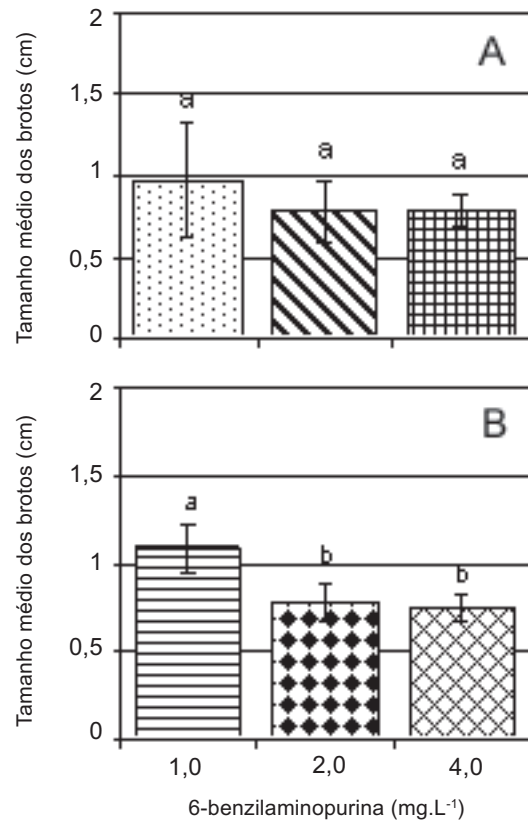 Tamanho médio dos brotos (cm)
2
1,5
1
0,5
0
A
a
a
a
Tamanho médio dos brotos (cm)
2
1,5
1
0,5
0
B
a
b
b
1,0 2,0 4,0
6-benzilaminopurina (mg.L⁻¹)